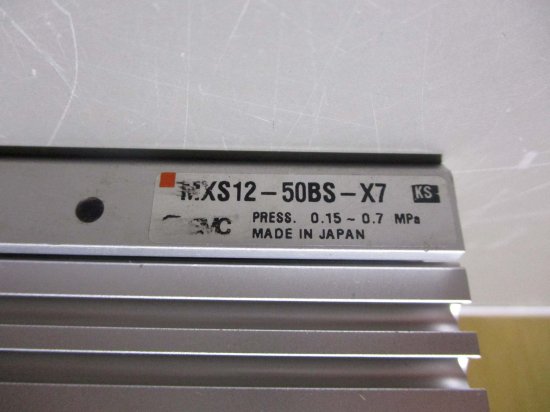 MXS12-50BS-X7 KS
SMC PRESS. 0.15~0.7 MPa
MADE IN JAPAN